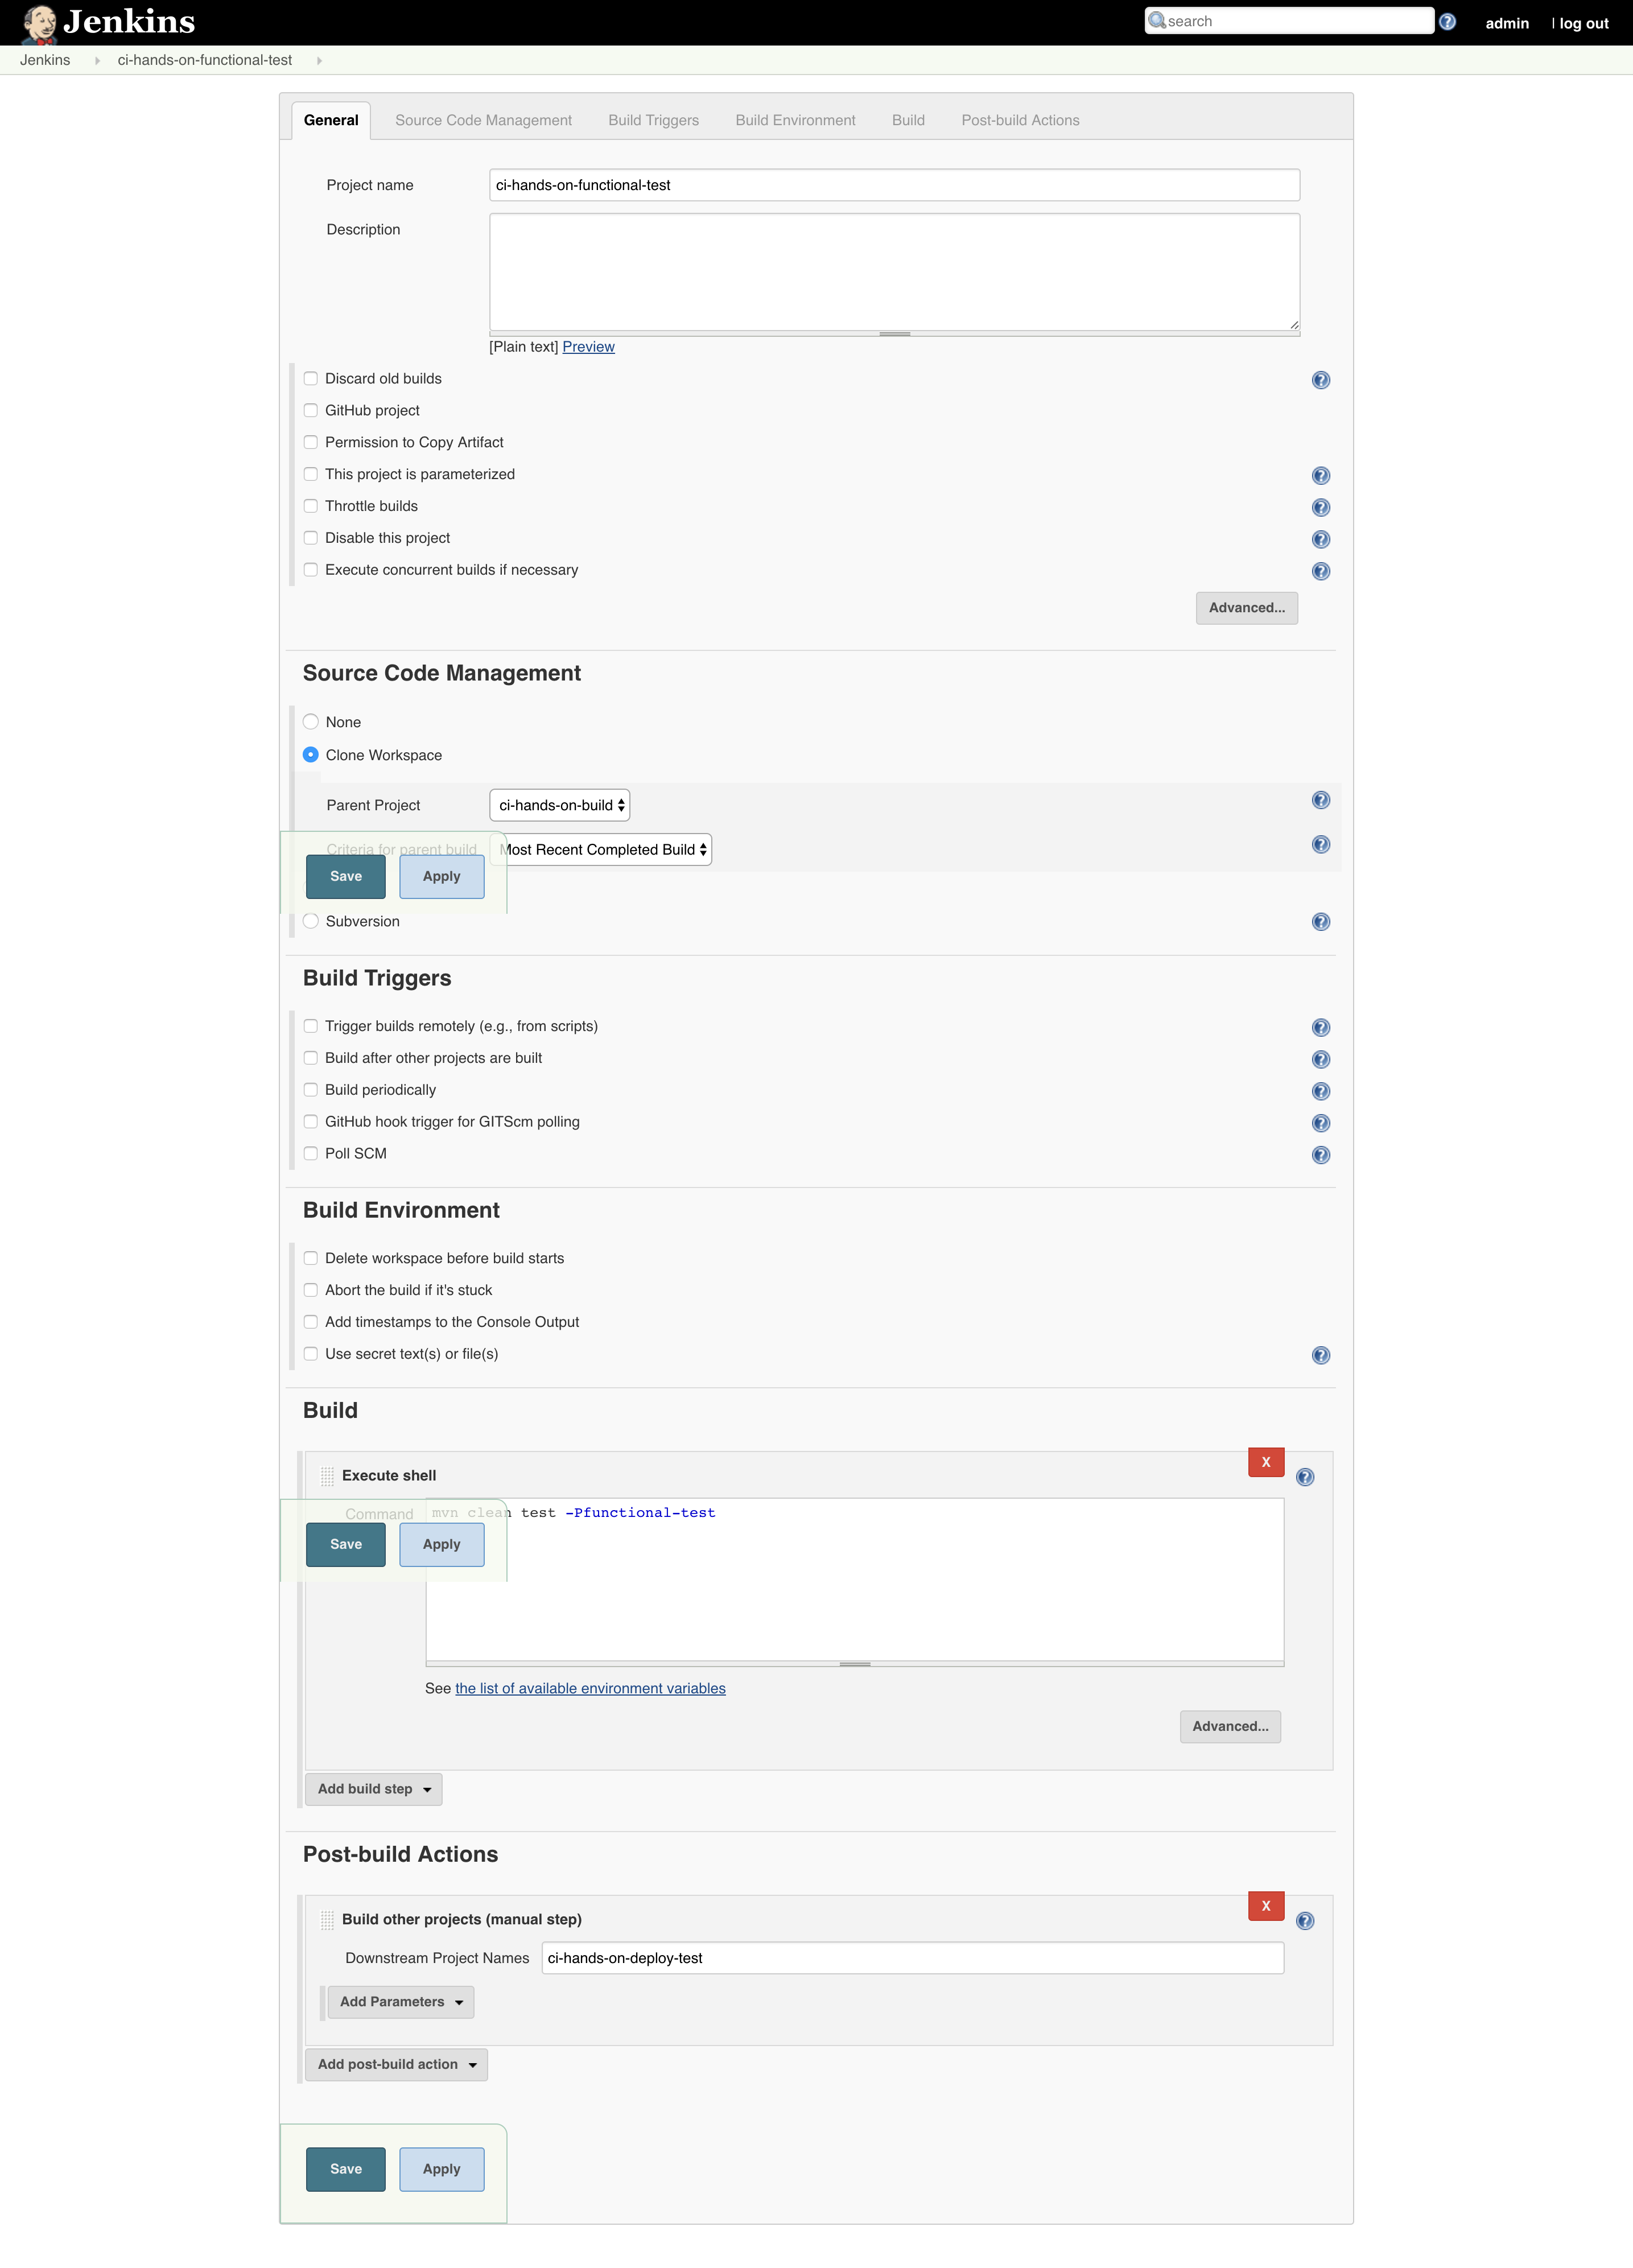 Jenkins
search
admin | log out
Jenkins ci-hands-on-functional-test
General Source Code Management Build Triggers Build Environment Build Post-build Actions
Project name ci-hands-on-functional-test
Description
[Plain text] Preview
Discard old builds
GitHub project
Permission to Copy Artifact
This project is parameterized
Throttle builds
Disable this project
Execute concurrent builds if necessary
Advanced...
Source Code Management
None
Clone Workspace
Parent Project ci-hands-on-build
Criteria for parent build Most Recent Completed Build
Save Apply
Subversion
Build Triggers
Trigger builds remotely (e.g., from scripts)
Build after other projects are built
Build periodically
GitHub hook trigger for GITScm polling
Poll SCM
Build Environment
Delete workspace before build starts
Abort the build if it's stuck
Add timestamps to the Console Output
Use secret text(s) or file(s)
Build
X
Execute shell
Command mvn clean test -Pfunctional-test
Save Apply
See the list of available environment variables
Advanced...
Add build step
Post-build Actions
X
Build other projects (manual step)
Downstream Project Names ci-hands-on-deploy-test
Add Parameters
Add post-build action
Save Apply